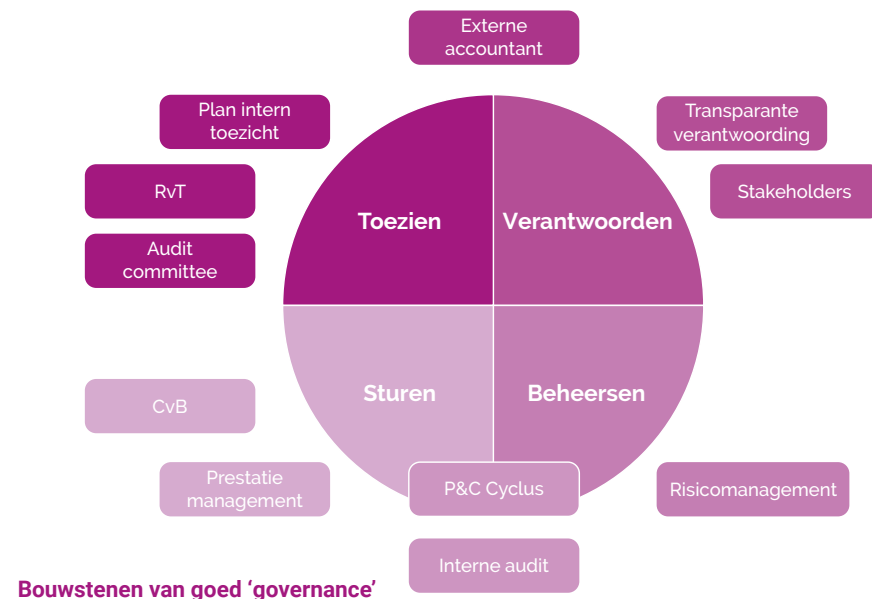 Externe
accountant
Plan intern
toezicht
Transparante
verantwoording
RvT
Stakeholders
Toezien
Verantwoorden
Audit
committee
Sturen
Beheersen
CvB
Prestatie
management
P&C Cyclus
Risicomanagement
Interne audit
Bouwstenen van goed ‘governance’